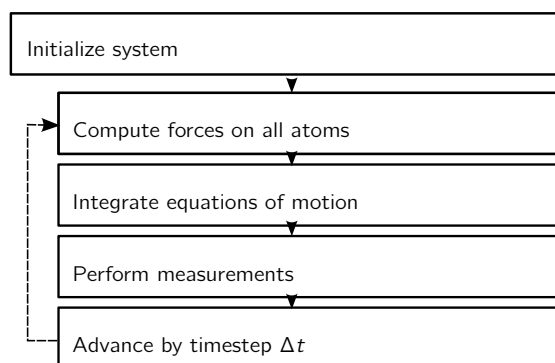 Initialize system
Compute forces on all atoms
Integrate equations of motion
Perform measurements
Advance by timestep Δt